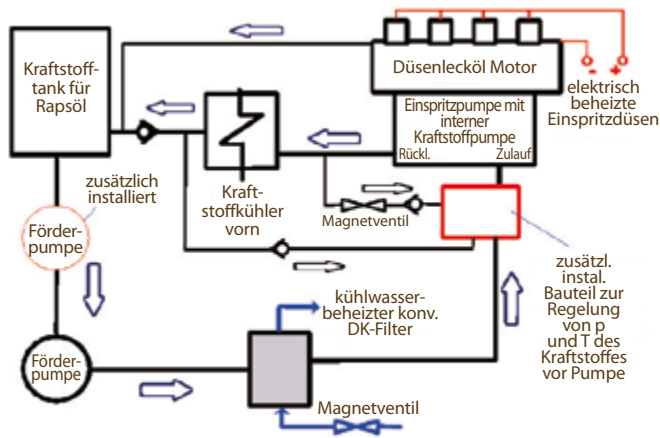 Kraftstoff-
tank für
Rapsöl
Düsenlecköl Motor
- +
elektrisch
beheizte
Einspritzdüsen
Einspritzpumpe mit
interner
Kraftstoffpumpe
Rückl. Zulauf
zusätzlich
installiert
Kraft-
stoffkühler
vorn
Magnetventil
Förder-
pumpe
zusätzl.
instal.
Bauteil zur
Regelung
von p
und T des
Kraftstoffes
vor Pumpe
kühlwasser-
beheizter konv.
DK-Filter
Förder-
pumpe
Magnetventil